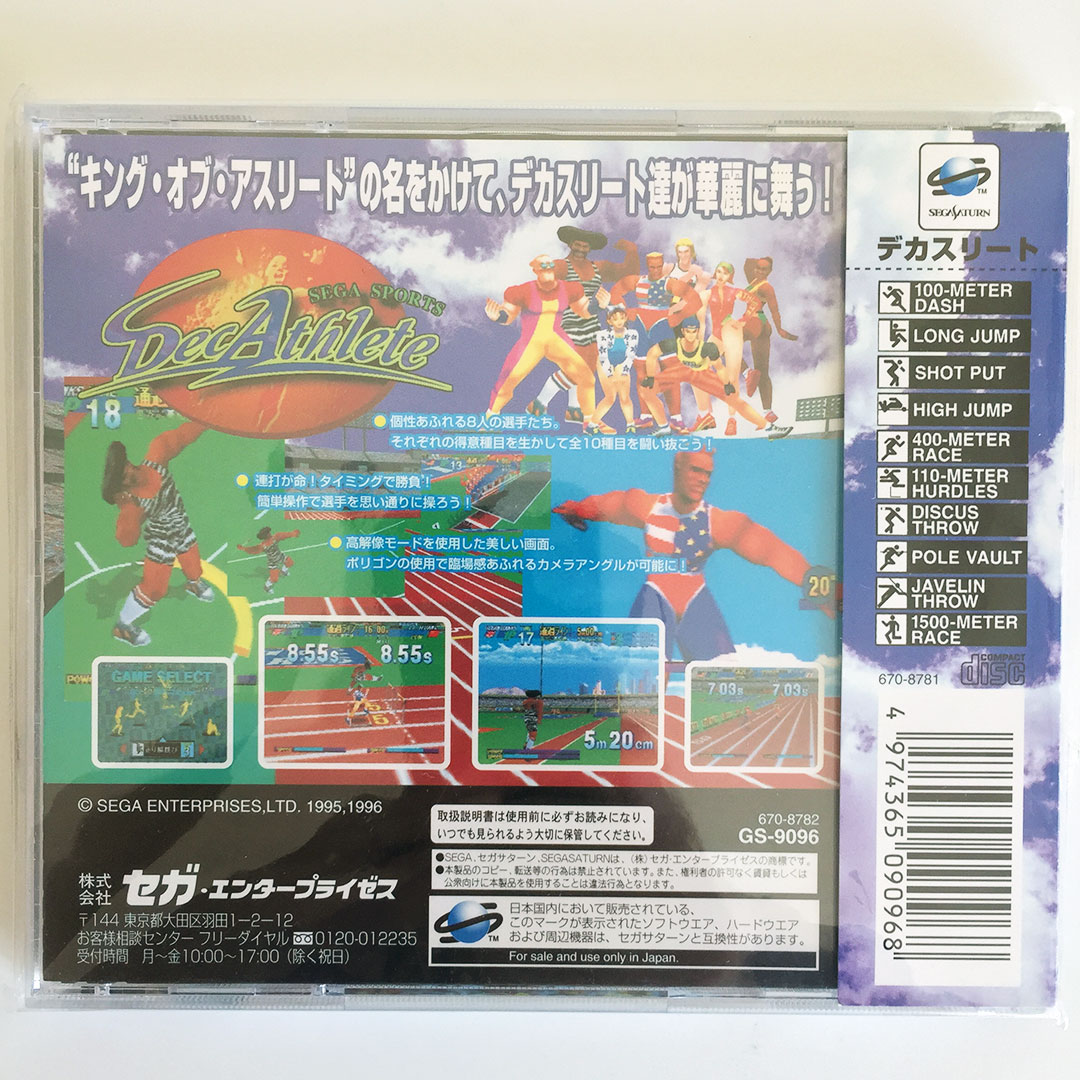 “キング・オブ・アスリード”の名をかけて、デカスリート達が華麗に舞う！
SEGA SPORTS
DecAthlete
18
通
個性あふれる8人の選手たち。
それぞれの得意種目を生かして全10種目を闘い抜こう！
連打が命！タイミングで勝負！
簡単操作で選手を思い通りに操ろう！
13
高解像モードを使用した美しい画面。
ポリゴンの使用で臨場感あふれるカメラアングルが可能に！
20"
POW
GAME SELECT
16:00
8:55s
8.55s
17
5m 20cm
7.03s
7.03s
© SEGA ENTERPRISES,LTD. 1995,1996
株式会社 セガ・エンタープライゼス
〒144 東京都大田区羽田1−2−12
お客様相談センター フリーダイヤル 0120-012235
受付時間 月〜金10:00〜17:00（除く祝日）
取扱説明書は使用前に必ずお読みになり、
いつでも見られるよう大切に保管してください。
670-8782
GS-9096
●SEGA、セガサターン、SEGASATURNは、（株）セガ・エンタープライゼスの商標です。
●本製品のコピー、転送等の行為は禁止されています。また、権利者の許可なく賃貸もしくは
公衆向けに本製品を使用することは違法行為となります。
TM
日本国内において販売されている、
このマークが表示されたソフトウエア、ハードウエア
および周辺機器は、セガサターンと互換性があります。
For sale and use only in Japan.
TM
SEGASATURN
デカスリート
100-METER
DASH
LONG JUMP
SHOT PUT
HIGH JUMP
400-METER
RACE
110-METER
HURDLES
DISCUS
THROW
POLE VAULT
JAVELIN
THROW
1500-METER
RACE
670-8781
COMPACT
disc
4 974365 090968